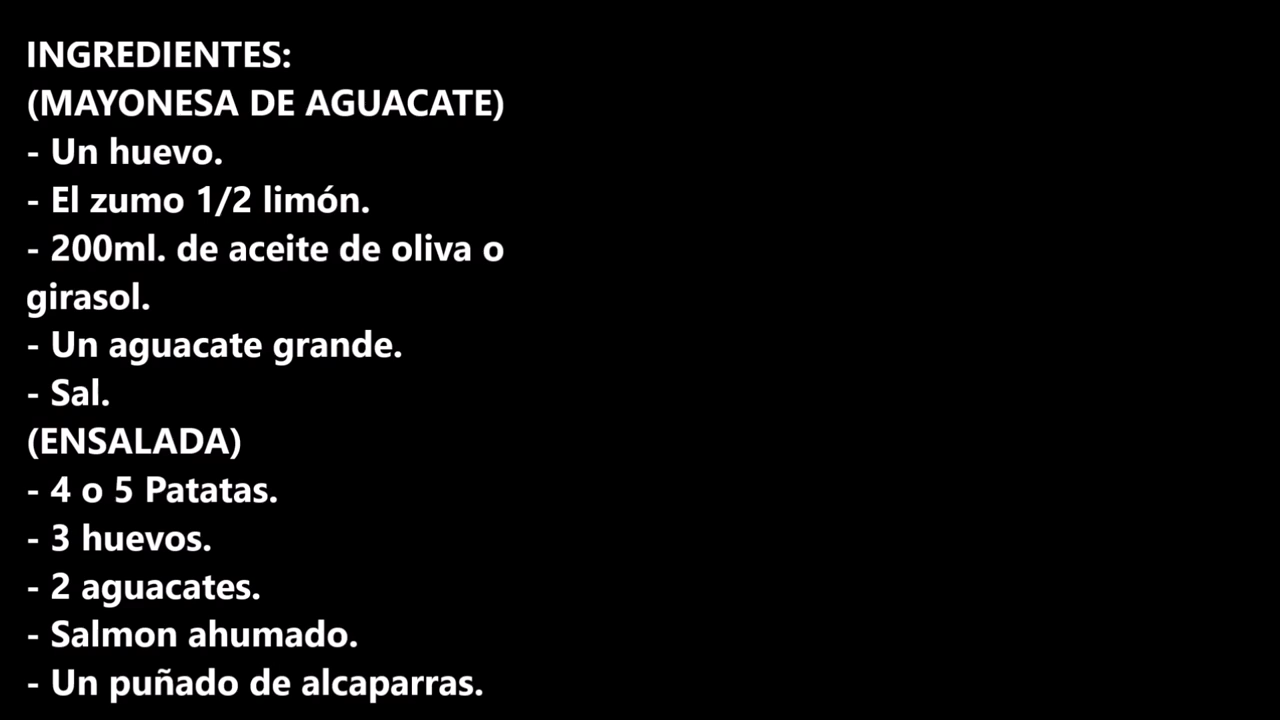 INGREDIENTES:
(MAYONESA DE AGUACATE)
- Un huevo.
- El zumo 1/2 limón.
- 200ml. de aceite de oliva o
girasol.
- Un aguacate grande.
- Sal.
(ENSALADA)
- 4 o 5 Patatas.
- 3 huevos.
- 2 aguacates.
- Salmon ahumado.
- Un puñado de alcaparras.